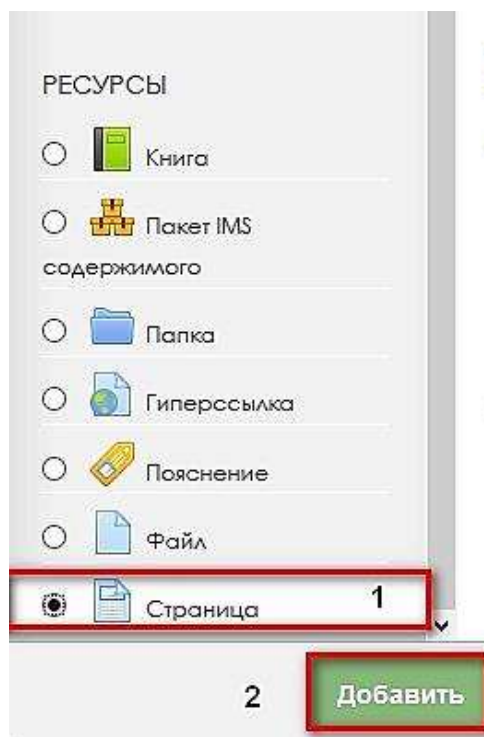 РЕСУРСЫ
Книга
Пакет IMS
содержимого
Папка
Гиперссылка
Пояснение
Файл
Страница 1
2 Добавить